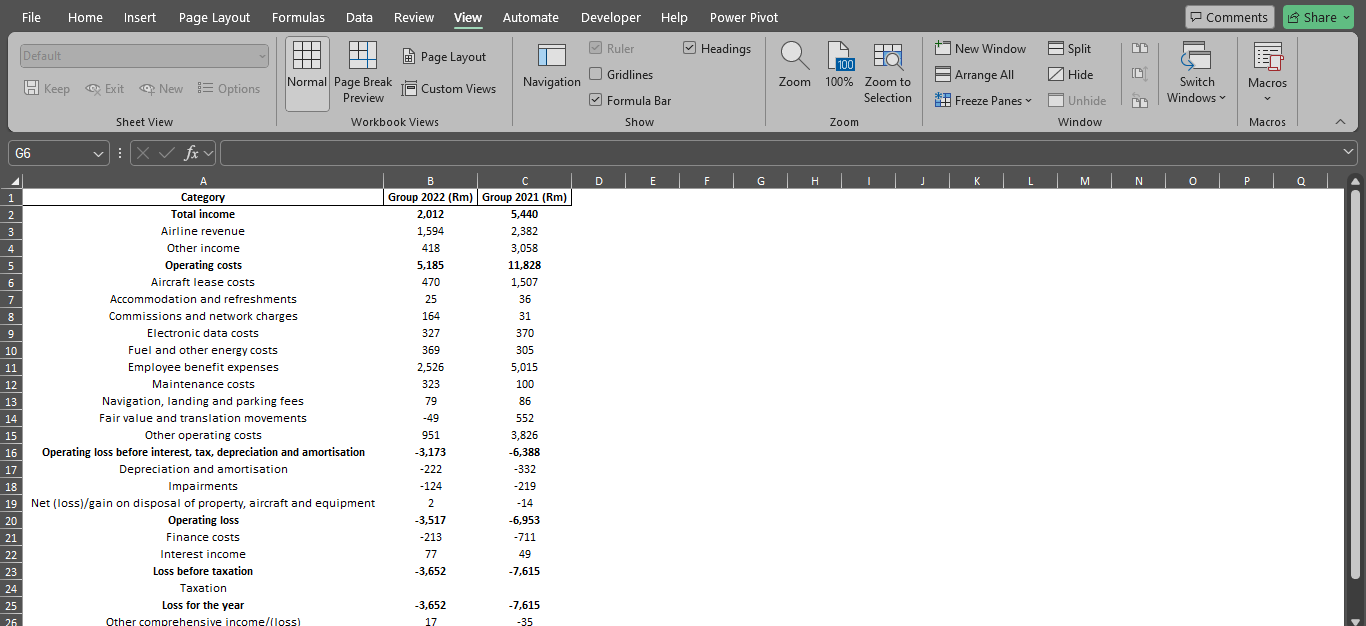 File Home Insert Page Layout Formulas Data Review View Automate Developer Help Power Pivot Comments Share
Default
Keep Exit New Options
Sheet View
Normal
Page Break
Preview
Page Layout
Custom Views
Workbook Views
Navigation
Ruler
Gridlines
Formula Bar
Headings
Show
Zoom
100
100%
Zoom to
Selection
Zoom
New Window
Arrange All
Freeze Panes
Split
Hide
Unhide
Switch
Windows
Window
Macros
Macros
G6 fx
A B C D E F G H I J K L M N O P Q
1 Category Group 2022 (Rm) Group 2021 (Rm)
2 Total income 2,012 5,440
3 Airline revenue 1,594 2,382
4 Other income 418 3,058
5 Operating costs 5,185 11,828
6 Aircraft lease costs 470 1,507
7 Accommodation and refreshments 25 36
8 Commissions and network charges 164 31
9 Electronic data costs 327 370
10 Fuel and other energy costs 369 305
11 Employee benefit expenses 2,526 5,015
12 Maintenance costs 323 100
13 Navigation, landing and parking fees 79 86
14 Fair value and translation movements -49 552
15 Other operating costs 951 3,826
16 Operating loss before interest, tax, depreciation and amortisation -3,173 -6,388
17 Depreciation and amortisation -222 -332
18 Impairments -124 -219
19 Net (loss)/gain on disposal of property, aircraft and equipment 2 -14
20 Operating loss -3,517 -6,953
21 Finance costs -213 -711
22 Interest income 77 49
23 Loss before taxation -3,652 -7,615
24 Taxation
25 Loss for the year -3,652 -7,615
26 Other comprehensive income/(loss) 17 -35